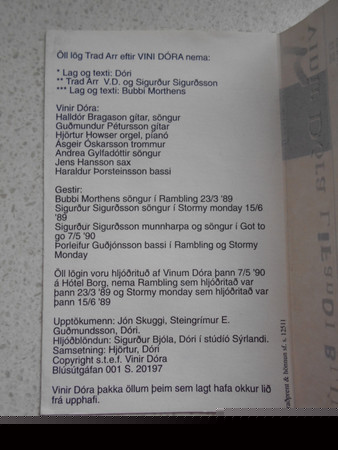 Öll lög Trad Arr eftir VINI DÓRA nema:
* Lag og texti: Dóri
** Trad Arr V.D. og Sigurður Sigurðsson
*** Lag og texti: Bubbi Morthens
Vinir Dóra:
Halldór Bragason gítar, söngur
Guðmundur Pétursson gítar
Hjörtur Howser orgel, píanó
Ásgeir Óskarsson trommur
Andrea Gylfadóttir söngur
Jens Hansson sax
Haraldur Þorsteinsson bassi
Gestir:
Bubbi Morthens söngur í Rambling 23/3 '89
Sigurður Sigurðsson söngur í Stormy monday 15/6
'89
Sigurður Sigurðsson munnharpa og söngur í Got to
go 7/5 '90
Þorleifur Guðjónsson bassi í Rambling og Stormy
Monday
Öll lögin voru hljóðrituð af Vinum Dóra þann 7/5 '90
á Hótel Borg, nema Rambling sem hljóðritað var
þann 23/3 '89 og Stormy monday sem hljóðritað var
þann 15/6 '89
Upptökumenn: Jón Skuggi, Steingrímur E.
Guðmundsson, Dóri.
Hljóðblöndun: Sigurður Bjóla, Dóri í stúdíó Sýrlandi.
Samsetning: Hjörtur, Dóri
Copyright s.t.e.f. Vinir Dóra
Blúsútgáfan 001 S. 20197
Vinir Dóra þakka öllum þeim sem lagt hafa okkur lið
frá upphafi.